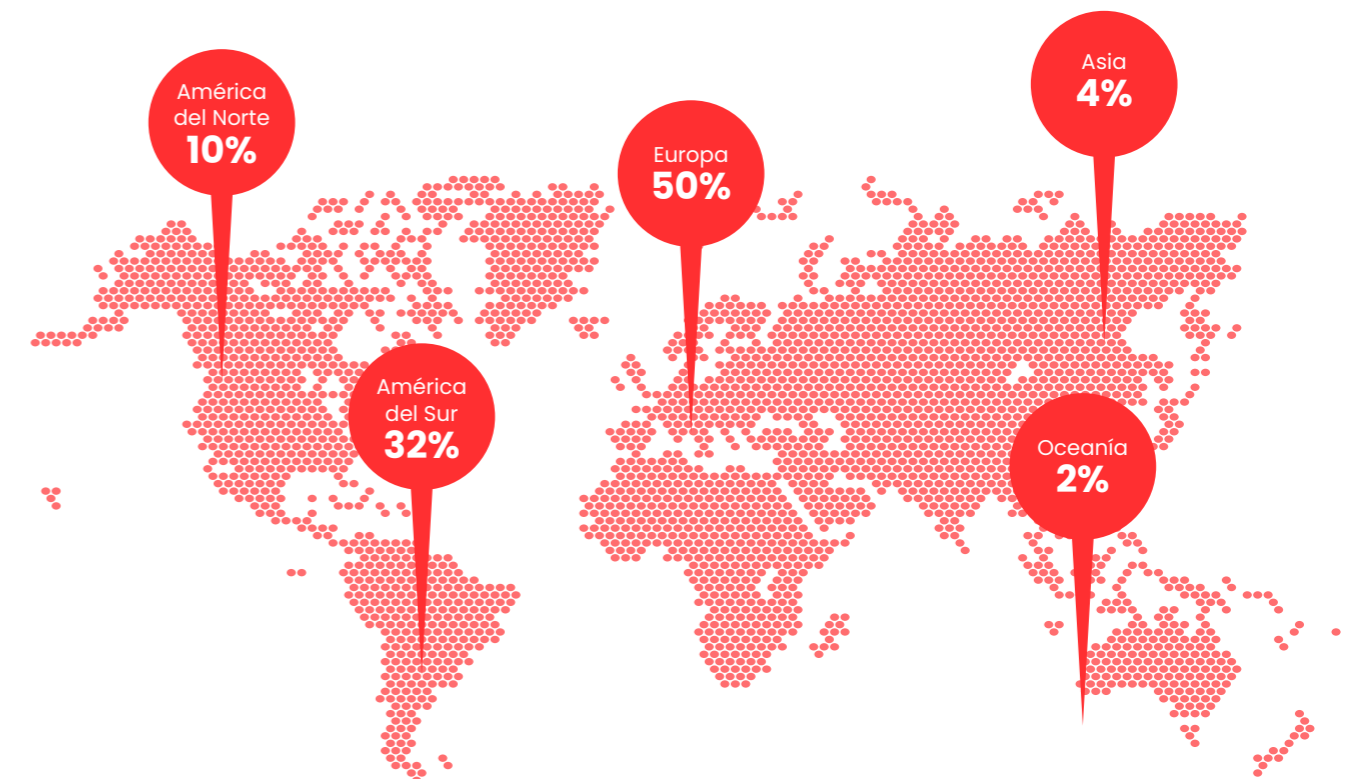 América
del Norte
10%
Europa
50%
Asia
4%
América
del Sur
32%
Oceanía
2%